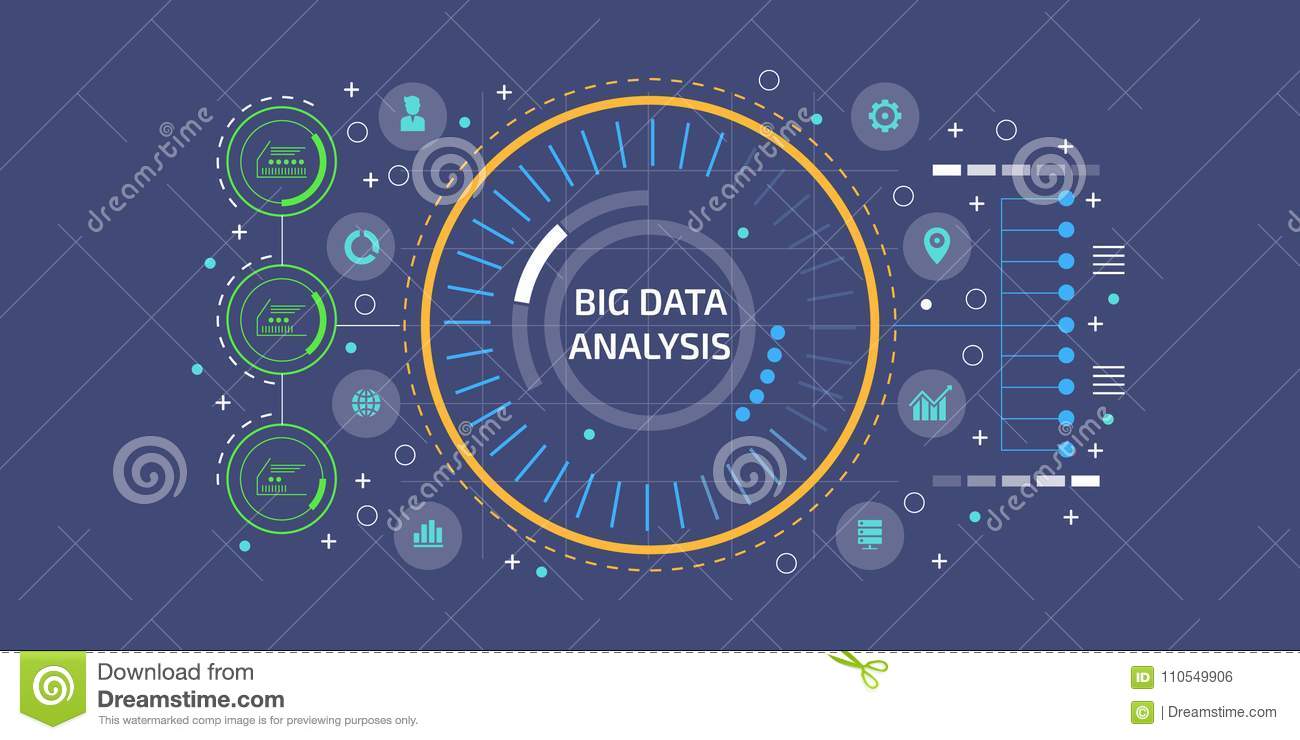 BIG DATA
ANALYSIS
dreamstime.
dreamstime.
dreamstime.
dreamstime.
dreamstime.
Download from
Dreamstime.com
This watermarked comp image is for previewing purposes only.
ID 110549906
© | Dreamstime.com